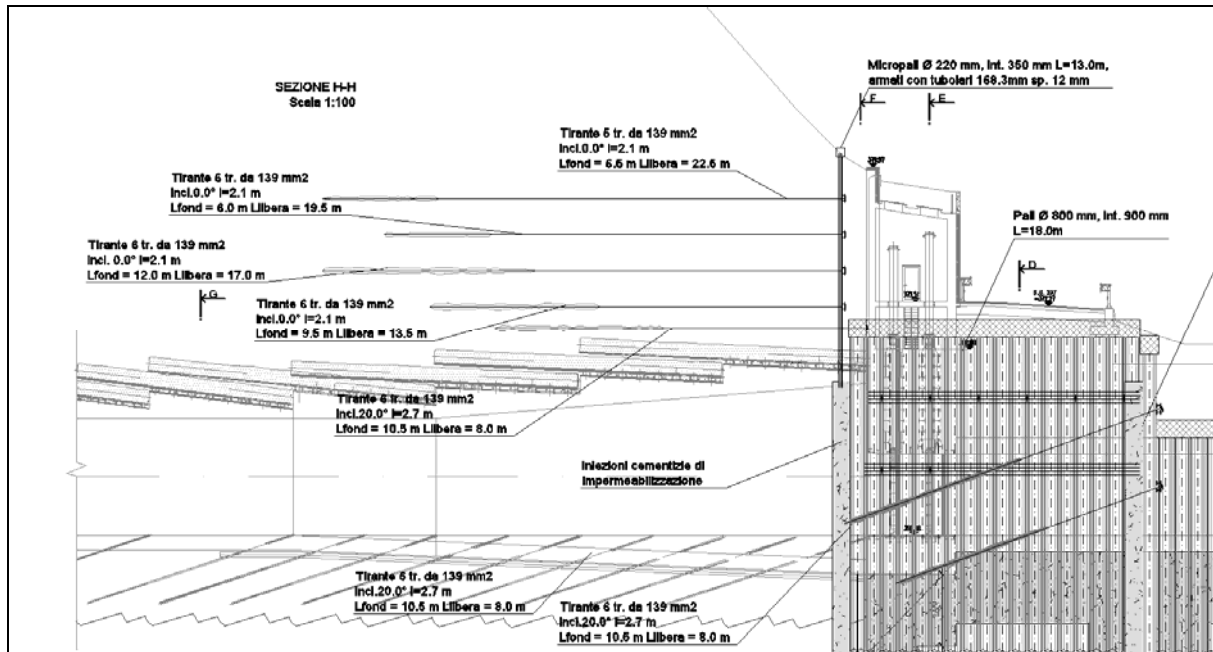 SEZIONE H-H
Scala 1:100
Micropali Ø 220 mm, int. 350 mm L=13.0m,
armati con tubolari 168.3mm sp. 12 mm
F
E
Tirante 5 tr. da 139 mm2
Incl.0.0° i=2.1 m
Lfond = 6.5 m Llibera = 22.5 m
Tirante 6 tr. da 139 mm2
Incl.0.0° i=2.1 m
Lfond = 6.0 m Llibera = 19.5 m
Pali Ø 800 mm, int. 900 mm
L=18.0m
Tirante 6 tr. da 139 mm2
Incl. 0.0° i=2.1 m
Lfond = 12.0 m Llibera = 17.0 m
D
G
Tirante 6 tr. da 139 mm2
Incl.0.0° i=2.1 m
Lfond = 9.5 m Llibera = 13.5 m
Tirante 6 tr. da 139 mm2
Incl.20.0° i=2.7 m
Lfond = 10.5 m Llibera = 8.0 m
Iniezioni cementizie di
impermeabilizzazione
Tirante 6 tr. da 139 mm2
Incl.20.0° i=2.7 m
Lfond = 10.5 m Llibera = 8.0 m
Tirante 6 tr. da 139 mm2
Incl.20.0° i=2.7 m
Lfond = 10.5 m Llibera = 8.0 m